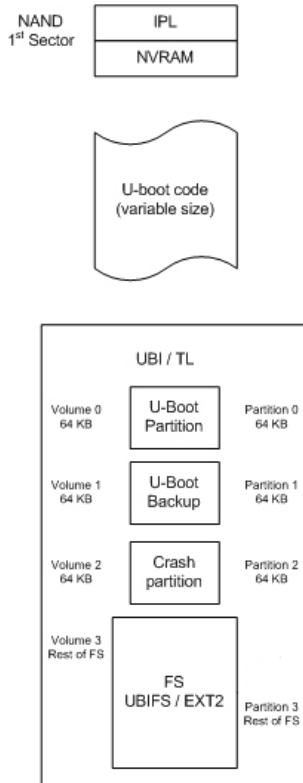 NAND
1st Sector
IPL
NVRAM
U-boot code
(variable size)
UBI / TL
Volume 0
64 KB
U-Boot
Partition
Partition 0
64 KB
Volume 1
64 KB
U-Boot
Backup
Partition 1
64 KB
Volume 2
64 KB
Crash
partition
Partition 2
64 KB
Volume 3
Rest of FS
FS
UBIFS / EXT2
Partition 3
Rest of FS